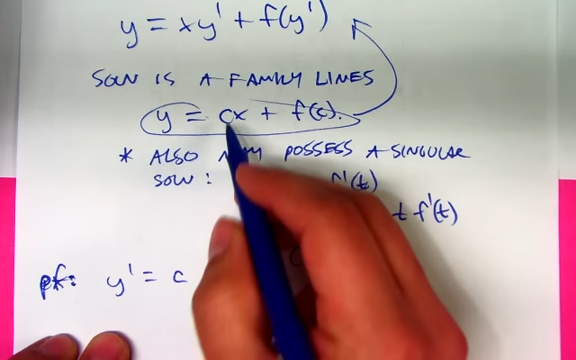 y = xy' + f(y')
SOLN IS A FAMILY LINES
y = cx + f(c).
* ALSO MAY POSSESS A SINGULAR
SOLN : f'(t)
t f'(t)
pf: y' = c